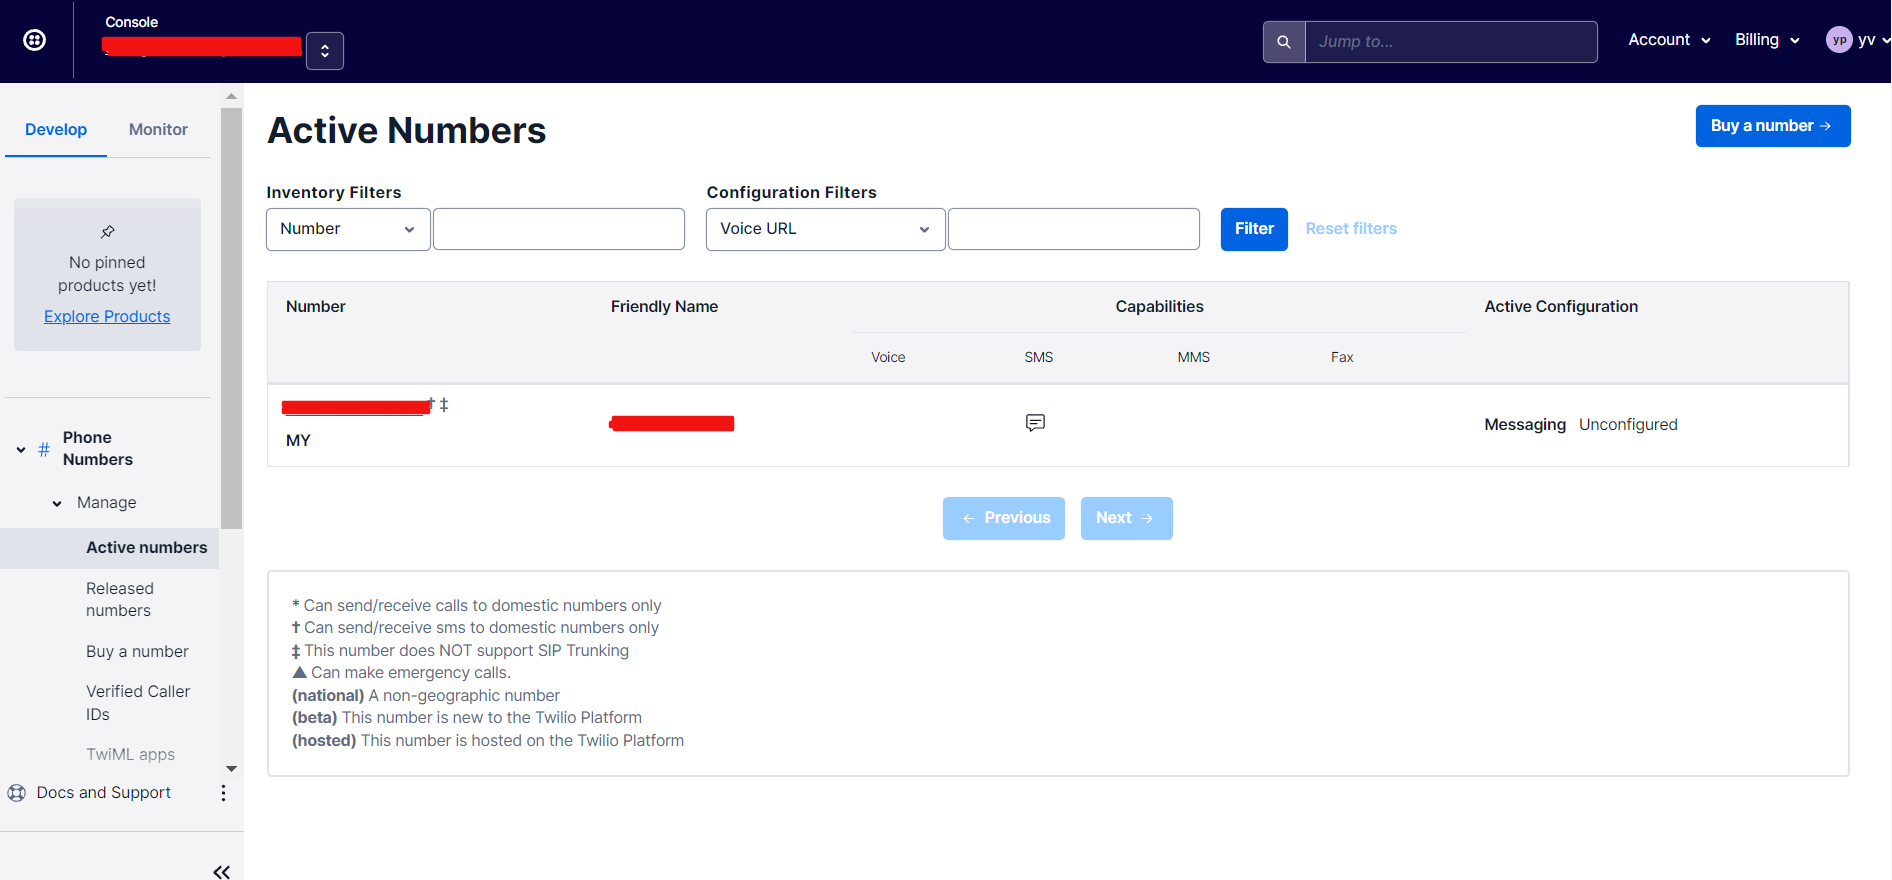 Console
Jump to...
Account
Billing
yp
yv
Develop
Monitor
No pinned
products yet!
Explore Products
# Phone
Numbers
Manage
Active numbers
Released
numbers
Buy a number
Verified Caller
IDs
TwiML apps
Docs and Support
Active Numbers
Buy a number →
Inventory Filters
Configuration Filters
Number
Voice URL
Filter
Reset filters
Number
Friendly Name
Capabilities
Active Configuration
Voice
SMS
MMS
Fax
† ‡
MY
Messaging Unconfigured
← Previous
Next →
* Can send/receive calls to domestic numbers only
† Can send/receive sms to domestic numbers only
‡ This number does NOT support SIP Trunking
▲ Can make emergency calls.
(national) A non-geographic number
(beta) This number is new to the Twilio Platform
(hosted) This number is hosted on the Twilio Platform